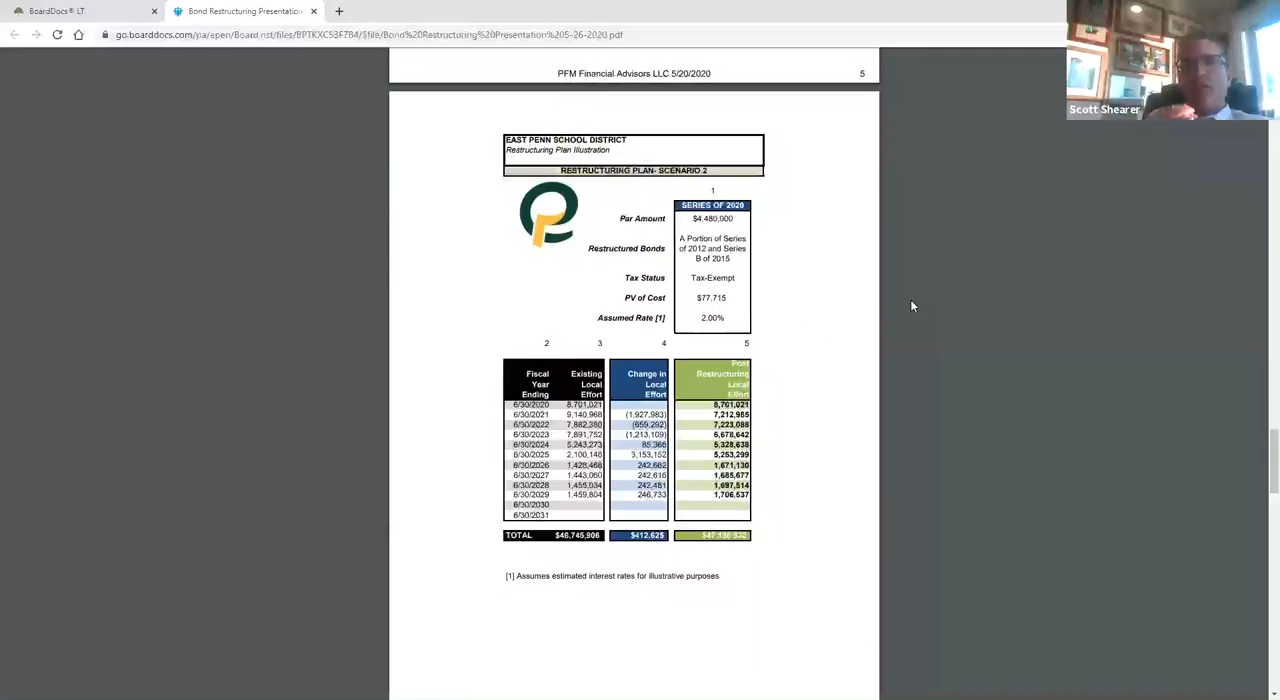 BoardDocs® LT
Bond Restructuring Presentation
go.boarddocs.com/pa/epen/Board.nsf/files/BPTKXC53F7B4/$file/Bond%20Restructuring%20Presentation%205-26-2020.pdf
Scott Shearer
PFM Financial Advisors LLC 5/20/2020 5
EAST PENN SCHOOL DISTRICT
Restructuring Plan Illustration
RESTRUCTURING PLAN- SCENARIO 2
1
SERIES OF 2020
Par Amount $4,480,000
Restructured Bonds A Portion of Series of 2012 and Series B of 2015
Tax Status Tax-Exempt
PV of Cost $77,715
Assumed Rate [1] 2.00%
2 3 4 5
Fiscal Year Ending Existing Local Effort Change in Local Effort Post Restructuring Local Effort
6/30/2020 8,701,021 8,701,021
6/30/2021 9,140,968 (1,927,983) 7,212,985
6/30/2022 7,882,380 (659,292) 7,223,088
6/30/2023 7,891,752 (1,213,109) 6,678,642
6/30/2024 5,243,273 85,366 5,328,638
6/30/2025 2,100,146 3,153,152 5,253,299
6/30/2026 1,428,468 242,662 1,671,130
6/30/2027 1,443,060 242,616 1,685,677
6/30/2028 1,455,034 242,481 1,697,514
6/30/2029 1,459,804 246,733 1,706,537
6/30/2030
6/30/2031
TOTAL $46,745,906 $412,625
[1] Assumes estimated interest rates for illustrative purposes